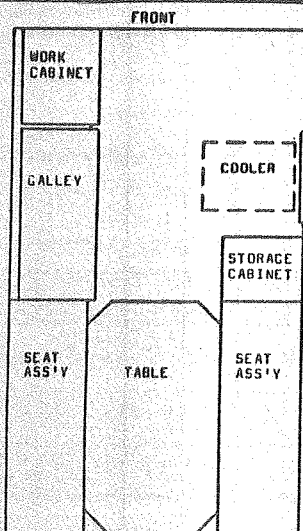 FRONT
WORK
CABINET
GALLEY
COOLER
STORAGE
CABINET
SEAT
ASS'Y
TABLE
SEAT
ASS'Y